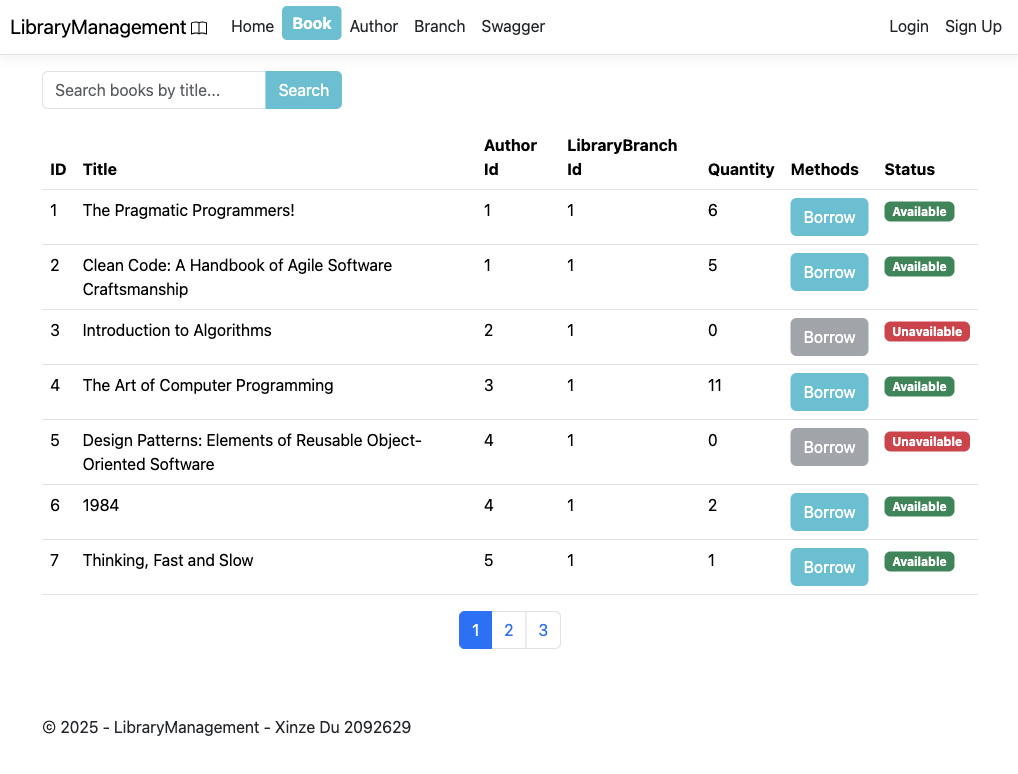 LibraryManagement Home Book Author Branch Swagger Login Sign Up
Search books by title... Search
ID Title Author Id LibraryBranch Id Quantity Methods Status
1 The Pragmatic Programmers! 1 1 6 Borrow Available
2 Clean Code: A Handbook of Agile Software Craftsmanship 1 1 5 Borrow Available
3 Introduction to Algorithms 2 1 0 Borrow Unavailable
4 The Art of Computer Programming 3 1 11 Borrow Available
5 Design Patterns: Elements of Reusable Object-Oriented Software 4 1 0 Borrow Unavailable
6 1984 4 1 2 Borrow Available
7 Thinking, Fast and Slow 5 1 1 Borrow Available
1 2 3
© 2025 - LibraryManagement - Xinze Du 2092629